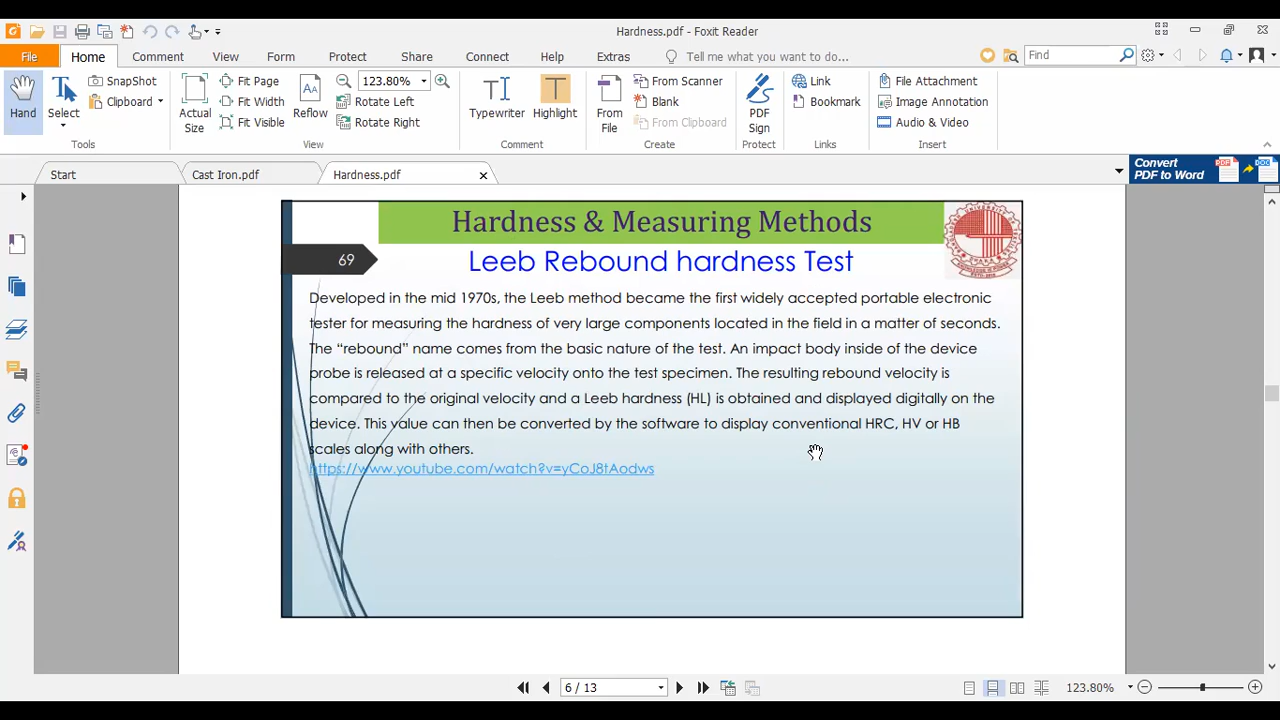 Hardness.pdf - Foxit Reader
File Home Comment View Form Protect Share Connect Help Extras Tell me what you want to do... Find
Hand
Select
SnapShot
Clipboard
Actual Size
Fit Page
Fit Width
Fit Visible
Reflow
123.80%
Rotate Left
Rotate Right
Typewriter
Highlight
From File
From Scanner
Blank
From Clipboard
PDF Sign
Link
Bookmark
File Attachment
Image Annotation
Audio & Video
Tools View Comment Create Protect Links Insert
Start Cast Iron.pdf Hardness.pdf
Convert
PDF to Word
PDF DOC
Hardness & Measuring Methods
69
Leeb Rebound hardness Test
Developed in the mid 1970s, the Leeb method became the first widely accepted portable electronic
tester for measuring the hardness of very large components located in the field in a matter of seconds.
The “rebound” name comes from the basic nature of the test. An impact body inside of the device
probe is released at a specific velocity onto the test specimen. The resulting rebound velocity is
compared to the original velocity and a Leeb hardness (HL) is obtained and displayed digitally on the
device. This value can then be converted by the software to display conventional HRC, HV or HB
scales along with others.
https://www.youtube.com/watch?v=yCoJ8tAodws
6 / 13
123.80%